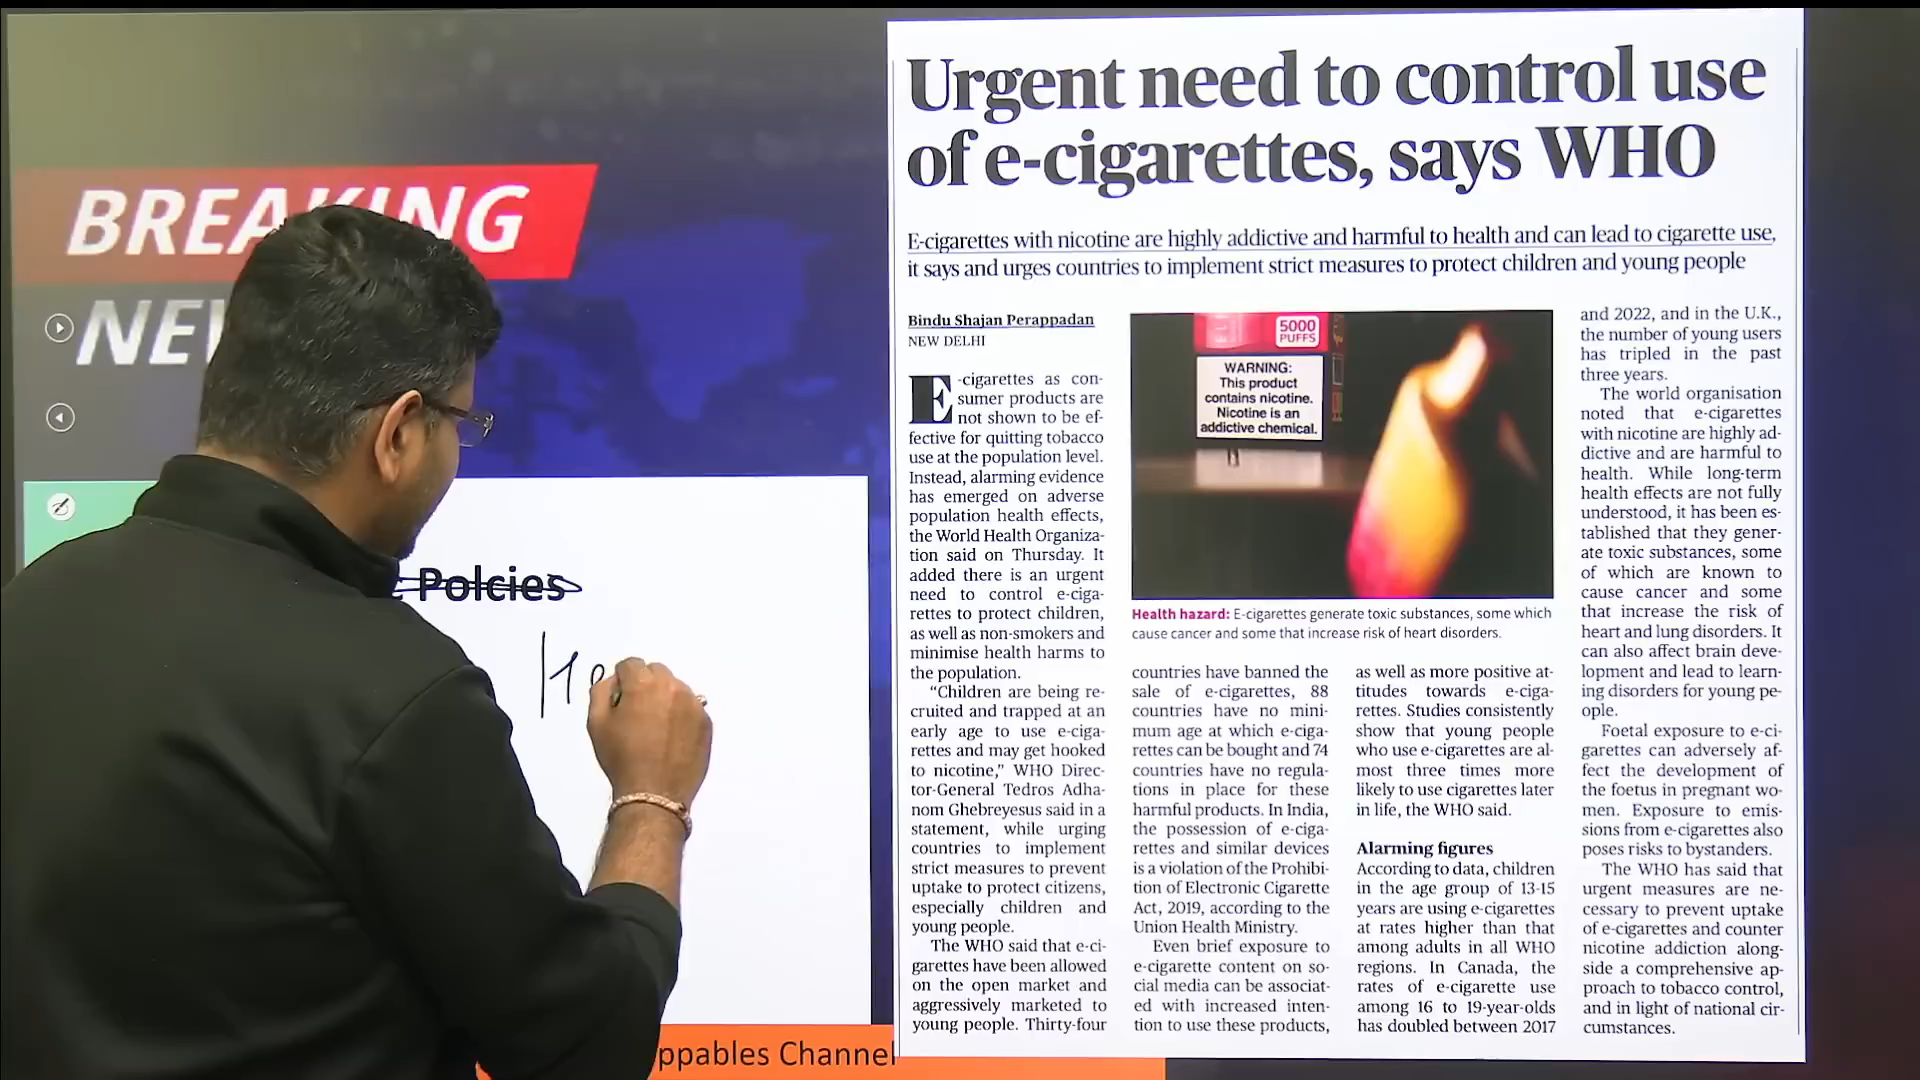 BREAKING
NEW
Polcies
ppables Channel
Urgent need to control use
of e-cigarettes, says WHO
E-cigarettes with nicotine are highly addictive and harmful to health and can lead to cigarette use,
it says and urges countries to implement strict measures to protect children and young people
Bindu Shajan Perappadan
NEW DELHI
E-cigarettes as con-
sumer products are
not shown to be ef-
fective for quitting tobacco
use at the population level.
Instead, alarming evidence
has emerged on adverse
population health effects,
the World Health Organiza-
tion said on Thursday. It
added there is an urgent
need to control e-ciga-
rettes to protect children,
as well as non-smokers and
minimise health harms to
the population.
“Children are being re-
cruited and trapped at an
early age to use e-ciga-
rettes and may get hooked
to nicotine,” WHO Direc-
tor-General Tedros Adha-
nom Ghebreyesus said in a
statement, while urging
countries to implement
strict measures to prevent
uptake to protect citizens,
especially children and
young people.
The WHO said that e-ci-
garettes have been allowed
on the open market and
aggressively marketed to
young people. Thirty-four
5000
PUFFS
WARNING:
This product
contains nicotine.
Nicotine is an
addictive chemical.
Health hazard: E-cigarettes generate toxic substances, some which
cause cancer and some that increase risk of heart disorders.
countries have banned the
sale of e-cigarettes, 88
countries have no mini-
mum age at which e-ciga-
rettes can be bought and 74
countries have no regula-
tions in place for these
harmful products. In India,
the possession of e-ciga-
rettes and similar devices
is a violation of the Prohibi-
tion of Electronic Cigarette
Act, 2019, according to the
Union Health Ministry.
Even brief exposure to
e-cigarette content on so-
cial media can be associat-
ed with increased inten-
tion to use these products,
as well as more positive at-
titudes towards e-ciga-
rettes. Studies consistently
show that young people
who use e-cigarettes are al-
most three times more
likely to use cigarettes later
in life, the WHO said.
Alarming figures
According to data, children
in the age group of 13-15
years are using e-cigarettes
at rates higher than that
among adults in all WHO
regions. In Canada, the
rates of e-cigarette use
among 16 to 19-year-olds
has doubled between 2017
and 2022, and in the U.K.,
the number of young users
has tripled in the past
three years.
The world organisation
noted that e-cigarettes
with nicotine are highly ad-
dictive and are harmful to
health. While long-term
health effects are not fully
understood, it has been es-
tablished that they gener-
ate toxic substances, some
of which are known to
cause cancer and some
that increase the risk of
heart and lung disorders. It
can also affect brain deve-
lopment and lead to learn-
ing disorders for young pe-
ople.
Foetal exposure to e-ci-
garettes can adversely af-
fect the development of
the foetus in pregnant wo-
men. Exposure to emis-
sions from e-cigarettes also
poses risks to bystanders.
The WHO has said that
urgent measures are ne-
cessary to prevent uptake
of e-cigarettes and counter
nicotine addiction along-
side a comprehensive ap-
proach to tobacco control,
and in light of national cir-
cumstances.